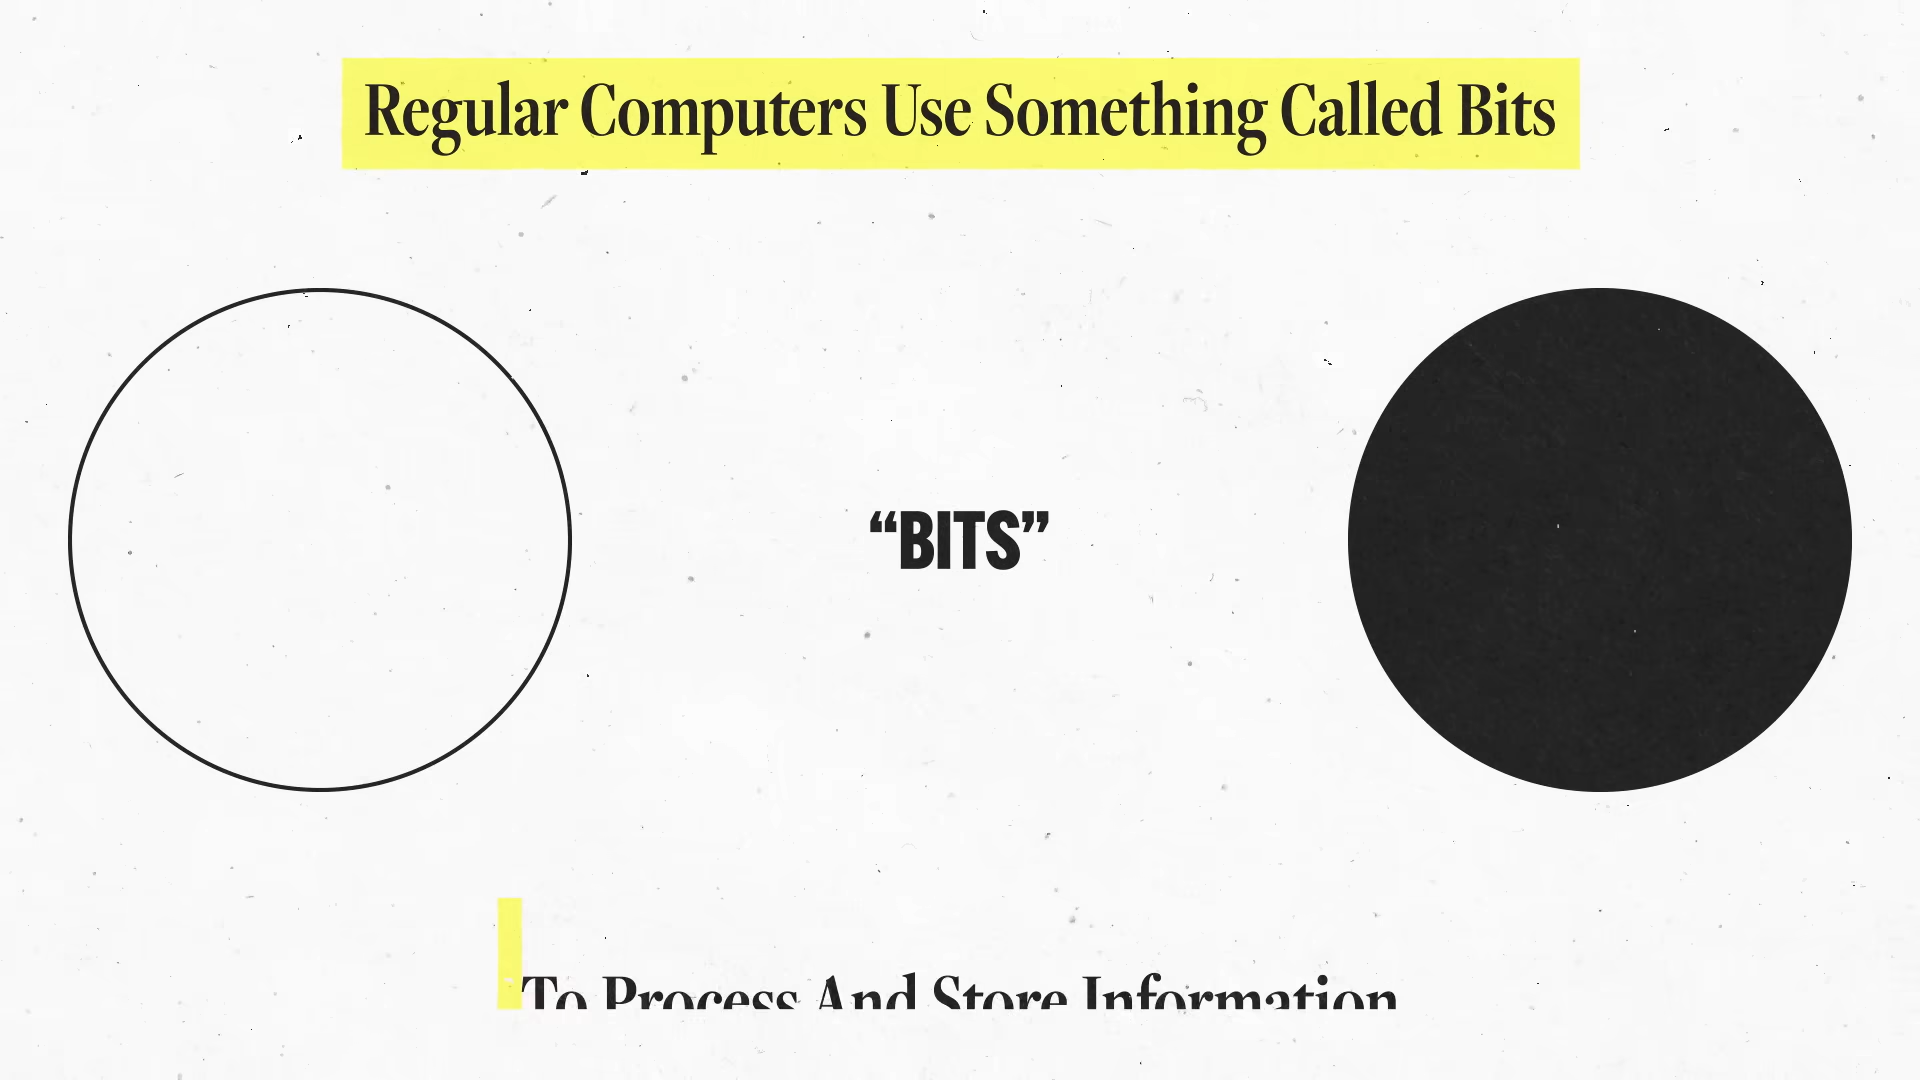 Regular Computers Use Something Called Bits
“BITS”
To Process And Store Information